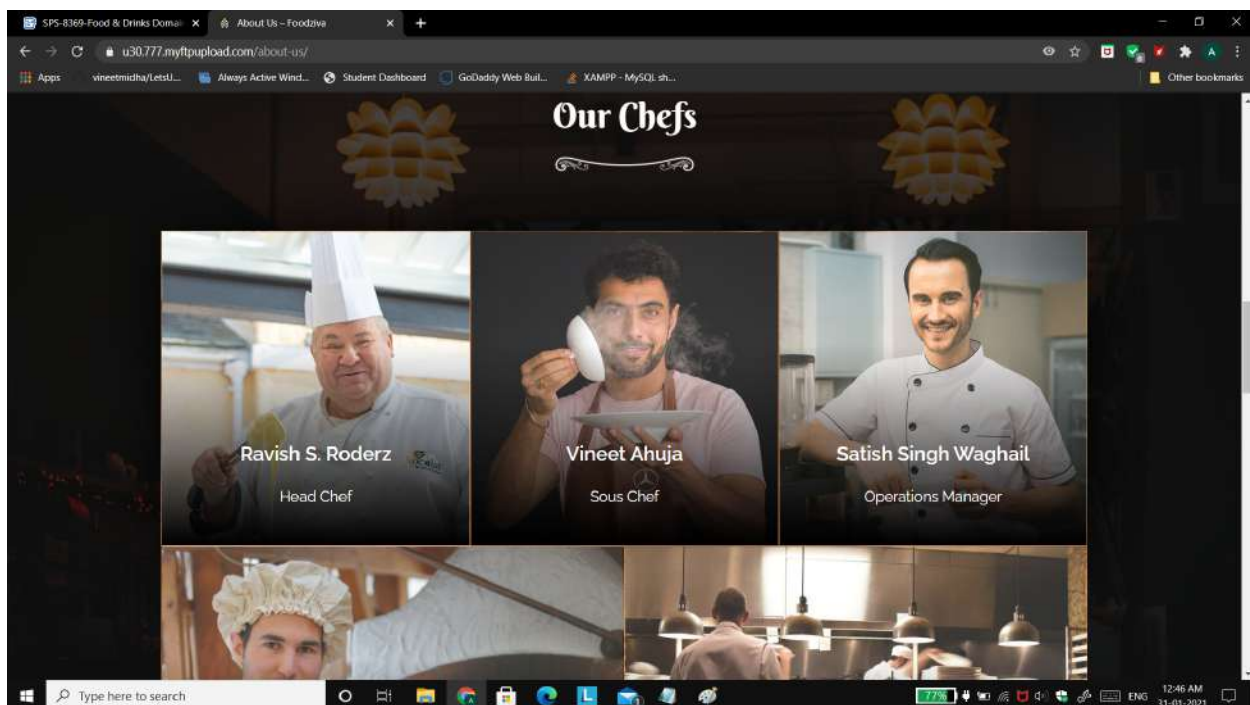 SPS-8369-Food & Drinks Domai
About Us – Foodziva
u30.777.myftpupload.com/about-us/
Apps
vineetmidha/LetsU...
Always Active Wind...
Student Dashboard
GoDaddy Web Buil...
XAMPP - MySQL sh...
Other bookmarks
Our Chefs
Ravish S. Roderz
Head Chef
Vineet Ahuja
Sous Chef
Satish Singh Waghail
Operations Manager
Type here to search
77%
ENG
12:46 AM
31-01-2021